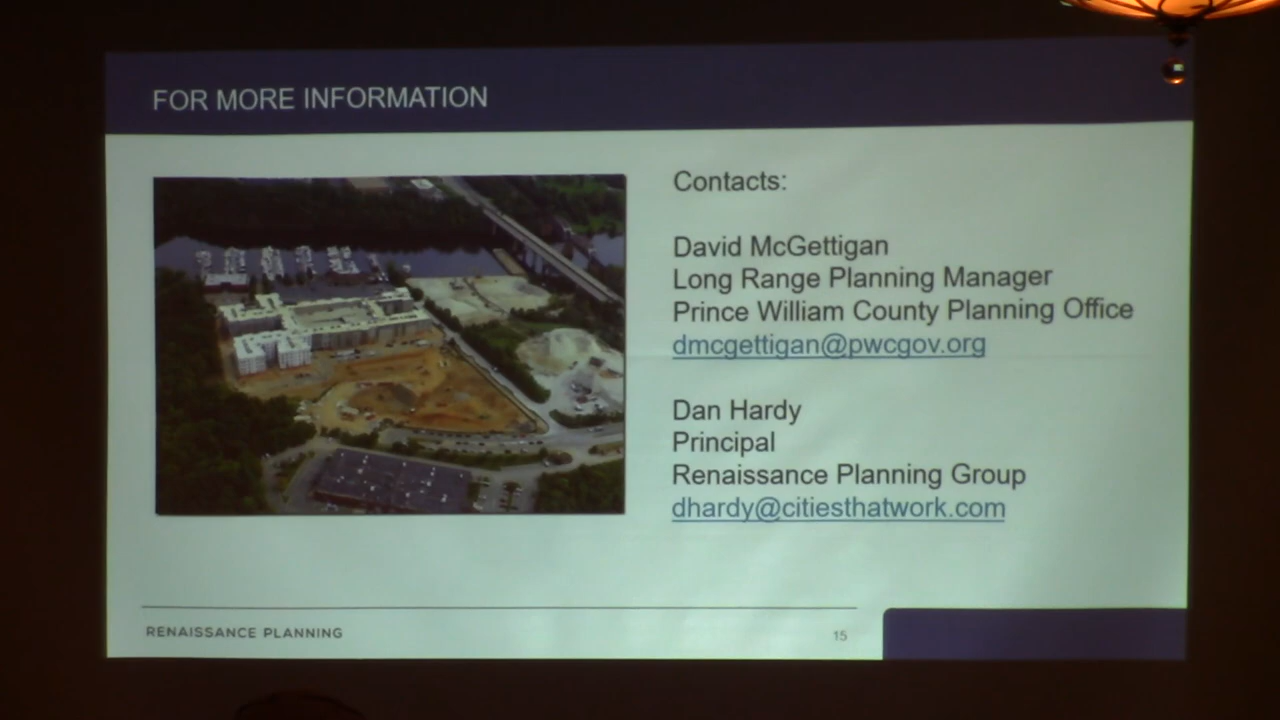 FOR MORE INFORMATION
Contacts:
David McGettigan
Long Range Planning Manager
Prince William County Planning Office
dmcgettigan@pwcgov.org
Dan Hardy
Principal
Renaissance Planning Group
dhardy@citiesthatwork.com
RENAISSANCE PLANNING
15